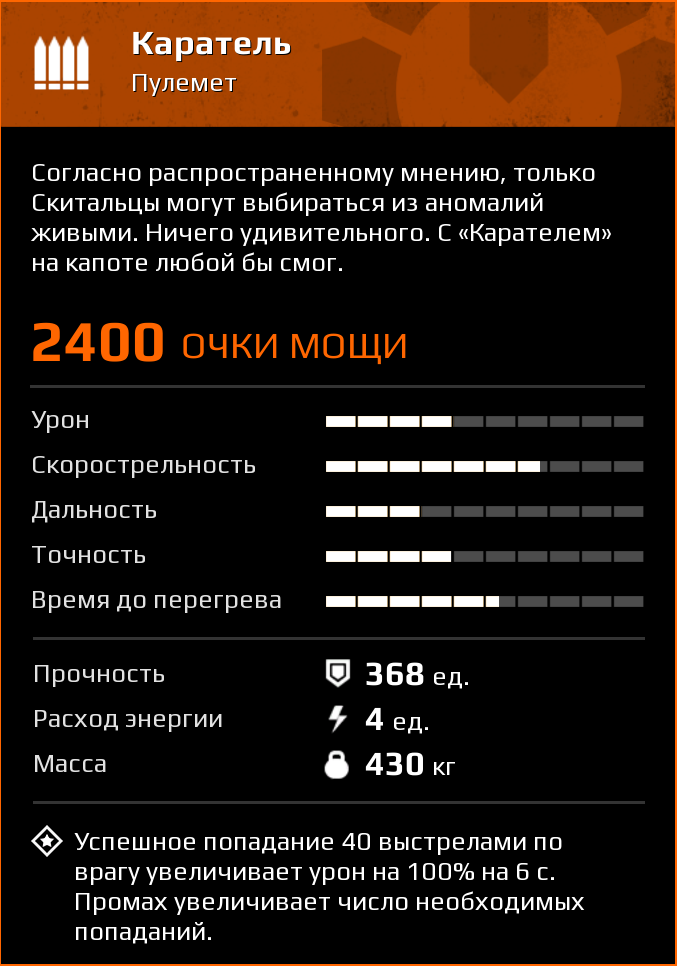 Каратель
Пулемет
Согласно распространенному мнению, только
Скитальцы могут выбираться из аномалий
живыми. Ничего удивительного. С «Карателем»
на капоте любой бы смог.
2400 ОЧКИ МОЩИ
Урон
Скорострельность
Дальность
Точность
Время до перегрева
Прочность 368 ед.
Расход энергии 4 ед.
Масса 430 кг
Успешное попадание 40 выстрелами по
врагу увеличивает урон на 100% на 6 с.
Промах увеличивает число необходимых
попаданий.